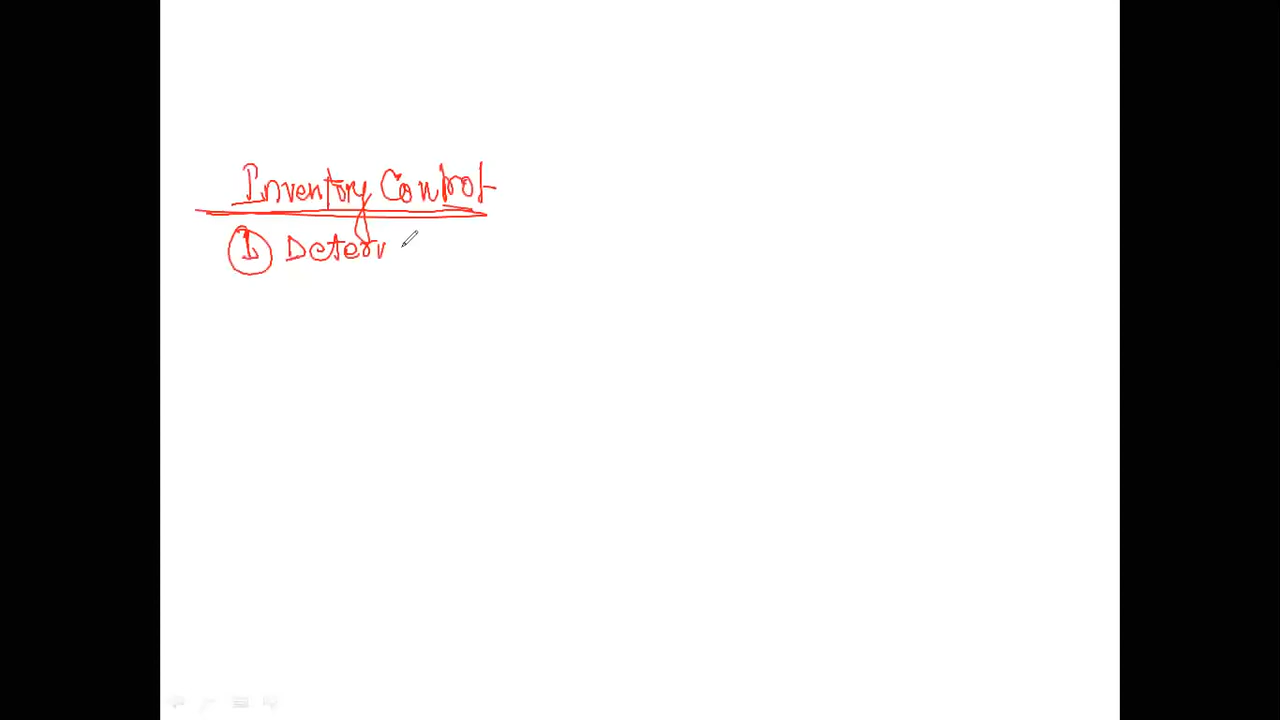 Inventory Control
① Deter